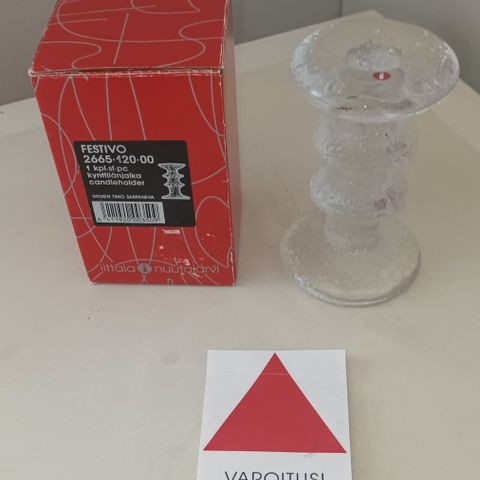 FESTIVO
2665-120-00
1 kpl-st-pc
kynttilänjalka
candleholder
DESIGN TIMO SARPANEVA
iittala i nuutajärvi
VAROITUS!